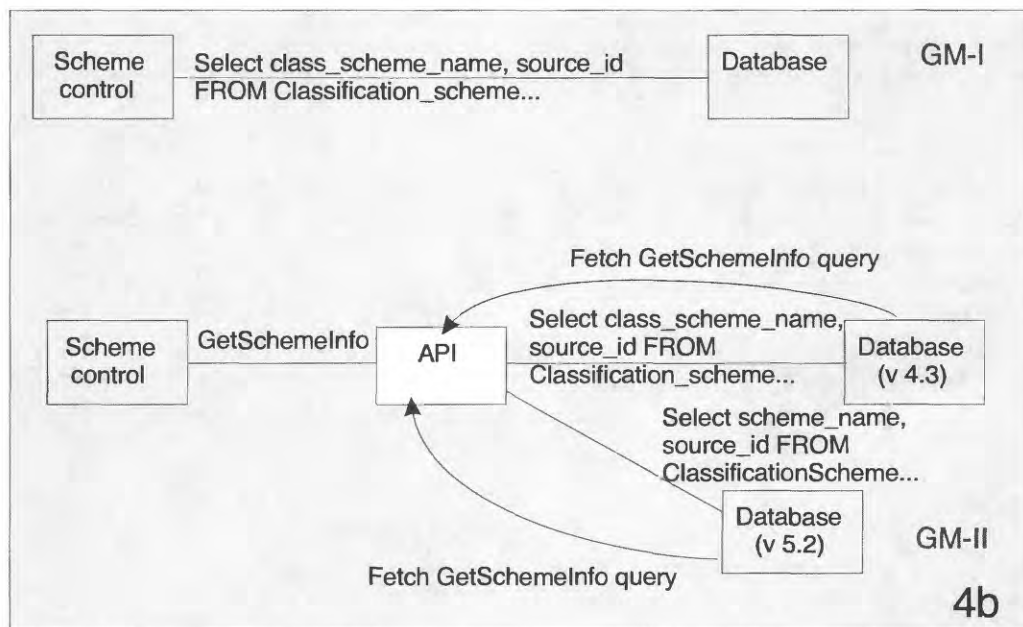 Scheme
control
Select class_scheme_name, source_id
FROM Classification_scheme...
Database
GM-I
Fetch GetSchemeInfo query
Scheme
control
GetSchemeInfo
API
Select class_scheme_name,
source_id FROM
Classification_scheme...
Database
(v 4.3)
Select scheme_name,
source_id FROM
ClassificationScheme...
Database
(v 5.2)
GM-II
Fetch GetSchemeInfo query
4b